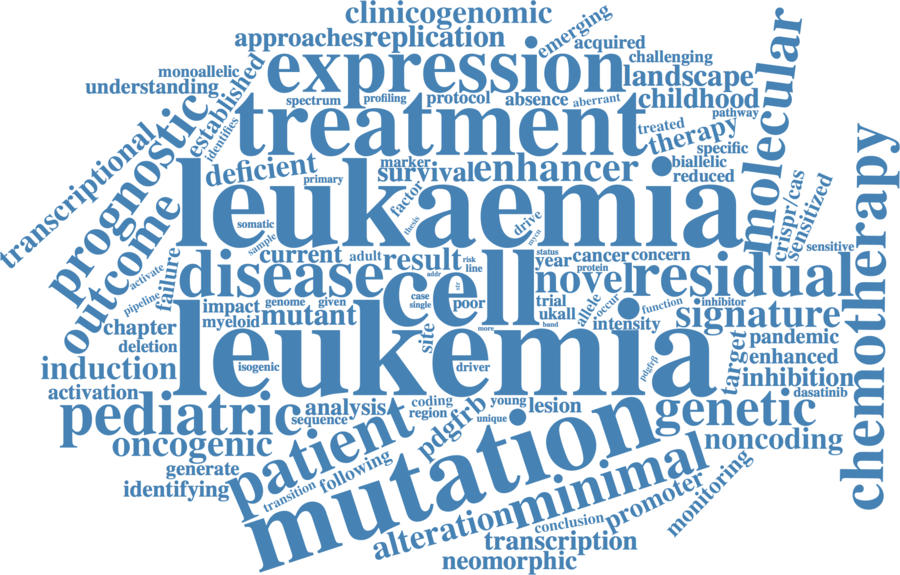 clinicogenomic
approaches replication emerging
acquired
expression
challenging
monoallelic
understanding
established
landscape
spectrum profiling protocol absence aberrant
childhood
identifies
treatment
treated
pathway
therapy
specific
molecular
transcriptional
prognostic
deficient
marker
survival
enhancer
biallelic
reduced
primary
factor
leukaemia
crispr/cas
sensitized
outcome
somatic
sample
thesis
drive
mycn
current
adult
result
risk
line
status
year
cancer
concern
sensitive
chemotherapy
activate
failure
disease
cell
addr
str
novel
protein
residual
pipeline
impact
genome
given
case
single
poor
trial
allele
occur
function
inhibitor
chapter
myeloid
mutant
site
ukall
band
intensity
signature
more
deletion
leukemia
pandemic
induction
isogenic
driver
pdgfrβ
target
enhanced
inhibition
activation
dasatinib
pediatric
analysis
sequence
coding
region
pdgfrb
young
unique
lesion
genetic
oncogenic
patient
mutation
noncoding
generate
identifying
transition
following
alteration
minimal
conclusion
promoter
monitoring
transcription
neomorphic